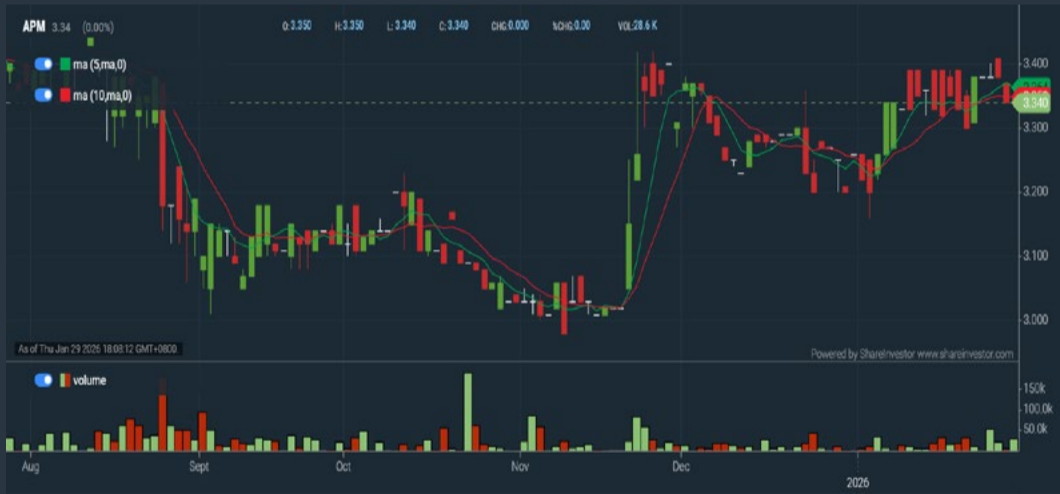 APM 3.34 (0.00%) O:3.350 H:3.350 L: 3.340 C: 3.340 CHG:0.000 %CHG:0.00 VOL:28.6 K
ma (5,ma,0)
ma (10,ma,0)
3.400
3.340
3.300
3.200
3.100
3.000
As of Thu Jan 29 2026 18:08:12 GMT+0800
Powered by ShareInvestor www.shareinvestor.com
volume
150k
100.0k
50.0k
Aug Sept Oct Nov Dec
2026